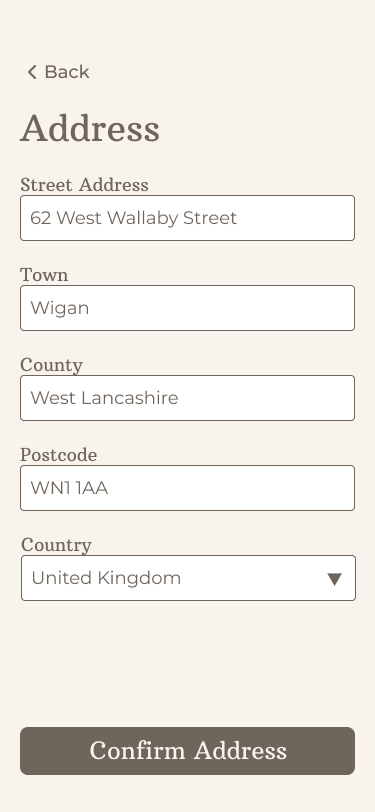 Back
Address
Street Address
62 West Wallaby Street
Town
Wigan
County
West Lancashire
Postcode
WN1 1AA
Country
United Kingdom
Confirm Address